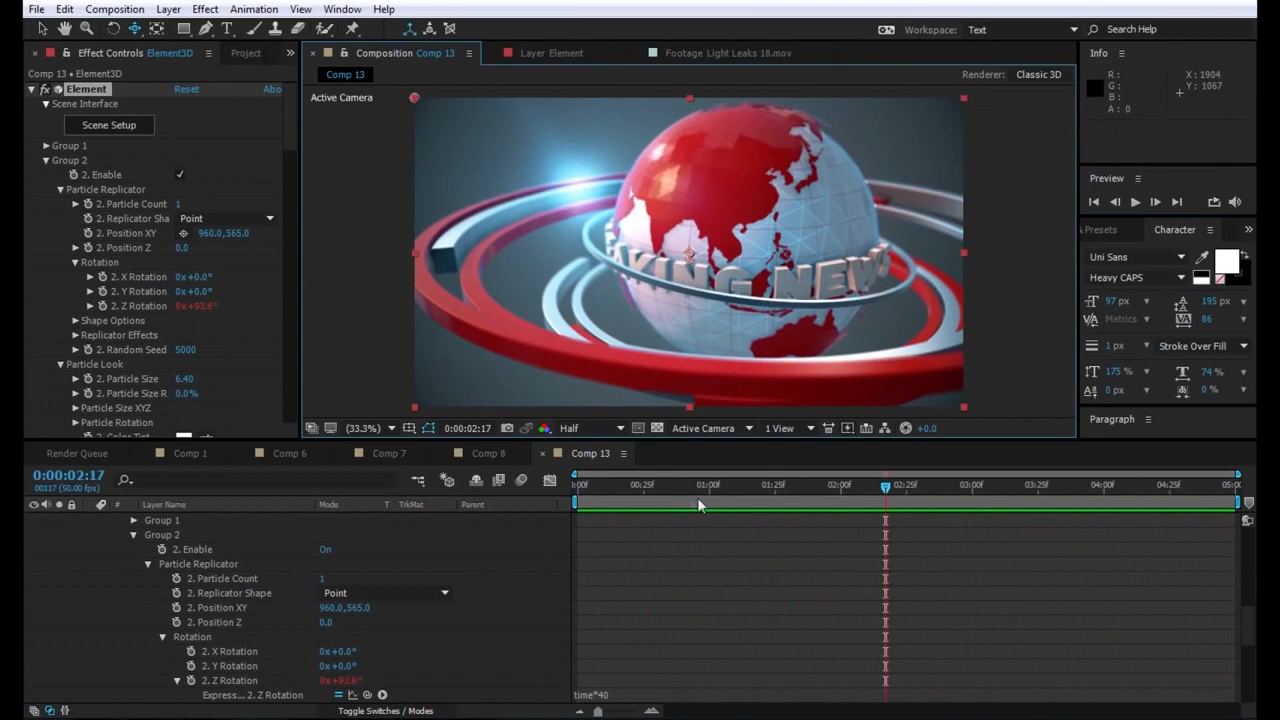 File Edit Composition Layer Effect Animation View Window Help
Workspace: Text Search Help
Effect Controls Element3D Project
Composition Comp 13 Layer Element Footage Light Leaks 18.mov
Info
Comp 13 • Element3D
Comp 13 Renderer: Classic 3D
fx Element Reset Abo
Active Camera
R : X : 1904
G : Y : 1067
B :
A : 0
Scene Interface
Scene Setup
Group 1
Group 2
2. Enable
Particle Replicator
2. Particle Count 1
2. Replicator Sha Point
2. Position XY 960.0,565.0
2. Position Z 0.0
Rotation
2. X Rotation 0x+0.0°
2. Y Rotation 0x+0.0°
2. Z Rotation 0x+93.6°
Shape Options
Replicator Effects
2. Random Seed 5000
Particle Look
2. Particle Size 6.40
2. Particle Size R 0.0%
Particle Size XYZ
Particle Rotation
AYING NEWS
Preview
Presets Character
Uni Sans
Heavy CAPS
97 px 195 px
Metrics 86
1 px Stroke Over Fill
175 % 74 %
0 px 0 %
Paragraph
(33.3%) 0:00:02:17 Half Active Camera 1 View +0.0
Render Queue Comp 1 Comp 6 Comp 7 Comp 8 Comp 13
0:00:02:17
00117 (50.00 fps)
00:25f 01:00f 01:25f 02:00f 02:25f 03:00f 03:25f 04:00f 04:25f
# Layer Name Mode T TrkMat Parent
Group 1
Group 2
2. Enable On
Particle Replicator
2. Particle Count 1
2. Replicator Shape Point
2. Position XY 960.0,565.0
2. Position Z 0.0
Rotation
2. X Rotation 0x+0.0°
2. Y Rotation 0x+0.0°
2. Z Rotation 0x+93.6°
Express... 2. Z Rotation time*40
Toggle Switches / Modes